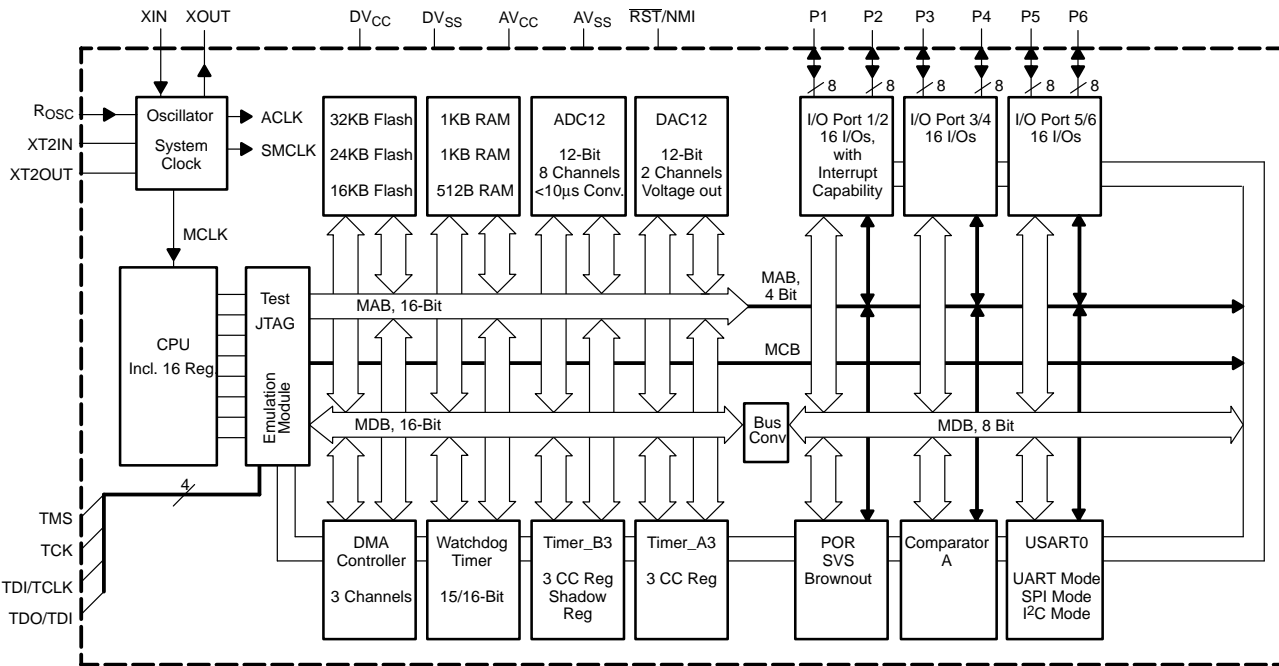 XIN XOUT DVCC DVSS AVCC AVSS RST/NMI P1 P2 P3 P4 P5 P6
8 8 8 8 8 8
ROSC
XT2IN
XT2OUT
Oscillator
System
Clock
ACLK
SMCLK
MCLK
32KB Flash
24KB Flash
16KB Flash
1KB RAM
1KB RAM
512B RAM
ADC12
12-Bit
8 Channels
<10μs Conv.
DAC12
12-Bit
2 Channels
Voltage out
I/O Port 1/2
16 I/Os,
with
Interrupt
Capability
I/O Port 3/4
16 I/Os
I/O Port 5/6
16 I/Os
CPU
Incl. 16 Reg.
Test
JTAG
Emulation
Module
MAB, 16-Bit
MAB,
4 Bit
MCB
MDB, 16-Bit
Bus
Conv
MDB, 8 Bit
4
TMS
TCK
TDI/TCLK
TDO/TDI
DMA
Controller
3 Channels
Watchdog
Timer
15/16-Bit
Timer_B3
3 CC Reg
Shadow
Reg
Timer_A3
3 CC Reg
POR
SVS
Brownout
Comparator
A
USART0
UART Mode
SPI Mode
I2C Mode